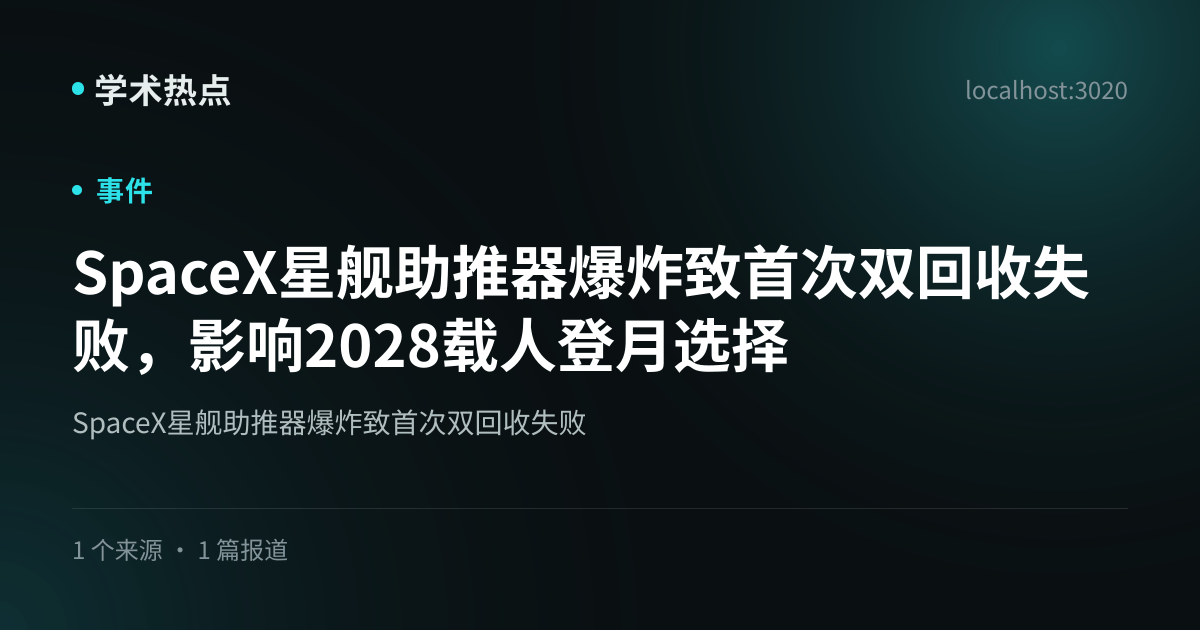 学术热点
localhost:3020
事件
SpaceX星舰助推器爆炸致首次双回收失
败，影响2028载人登月选择
SpaceX星舰助推器爆炸致首次双回收失败
1 个来源 · 1 篇报道